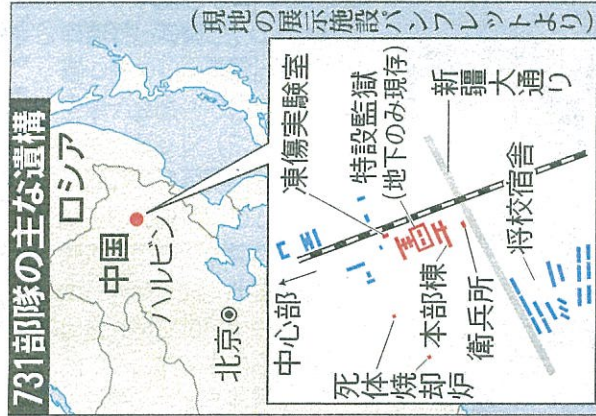 731部隊の主な遺構
ロシア
中国
ハルビン
北京
(現地の展示施設パンフレットより)
中心部
凍傷実験室
特設監獄
(地下のみ現存)
新疆大通り
死体焼却炉
本部棟
衛兵所
将校宿舎